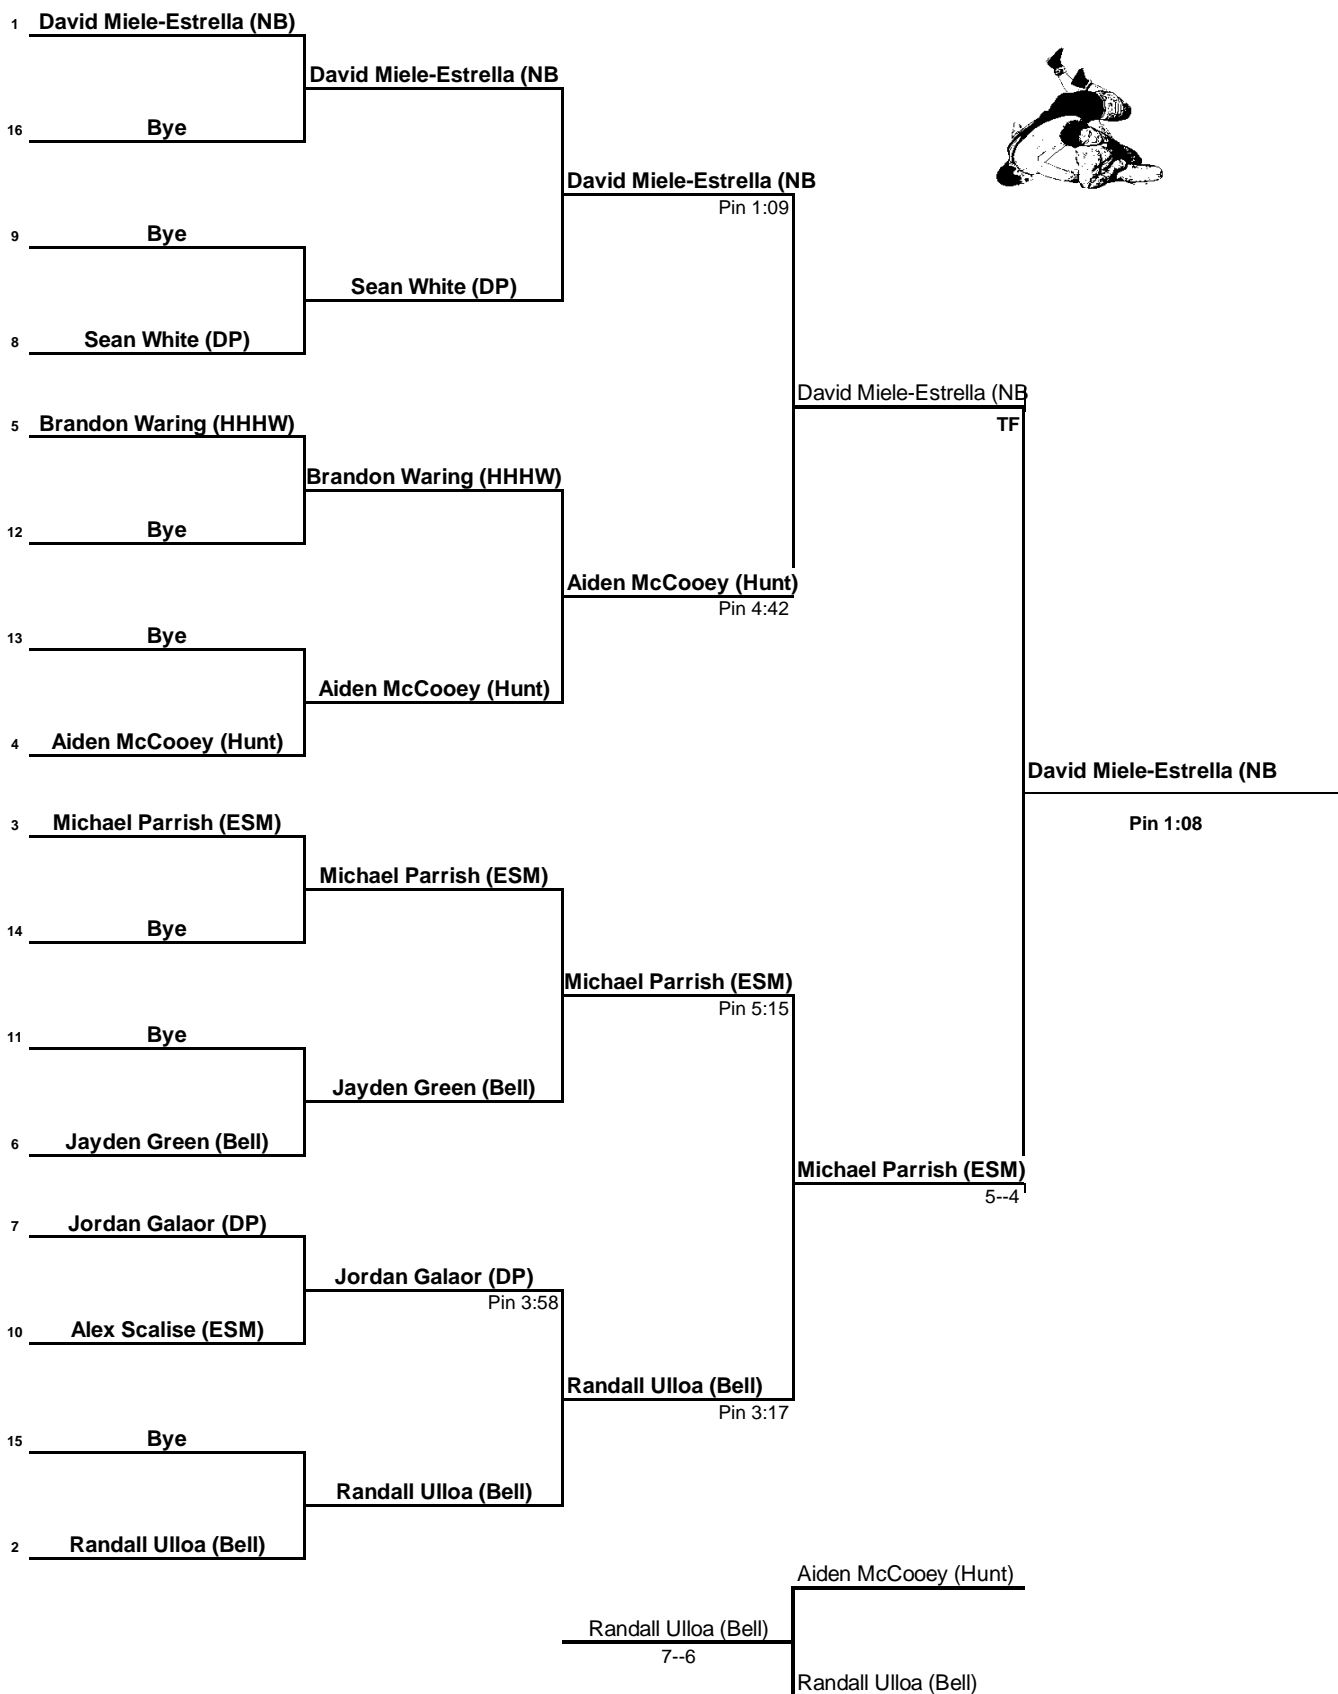 1 David Miele-Estrella (NB)
David Miele-Estrella (NB
16 Bye
David Miele-Estrella (NB
Pin 1:09
9 Bye
Sean White (DP)
8 Sean White (DP)
David Miele-Estrella (NB
TF
5 Brandon Waring (HHHW)
Brandon Waring (HHHW)
12 Bye
Aiden McCooey (Hunt)
Pin 4:42
13 Bye
Aiden McCooey (Hunt)
4 Aiden McCooey (Hunt)
David Miele-Estrella (NB
Pin 1:08
3 Michael Parrish (ESM)
Michael Parrish (ESM)
14 Bye
Michael Parrish (ESM)
Pin 5:15
11 Bye
Jayden Green (Bell)
6 Jayden Green (Bell)
Michael Parrish (ESM)
5--4
7 Jordan Galaor (DP)
Jordan Galaor (DP)
Pin 3:58
10 Alex Scalise (ESM)
Randall Ulloa (Bell)
Pin 3:17
15 Bye
Randall Ulloa (Bell)
2 Randall Ulloa (Bell)
Aiden McCooey (Hunt)
Randall Ulloa (Bell)
7--6
Randall Ulloa (Bell)